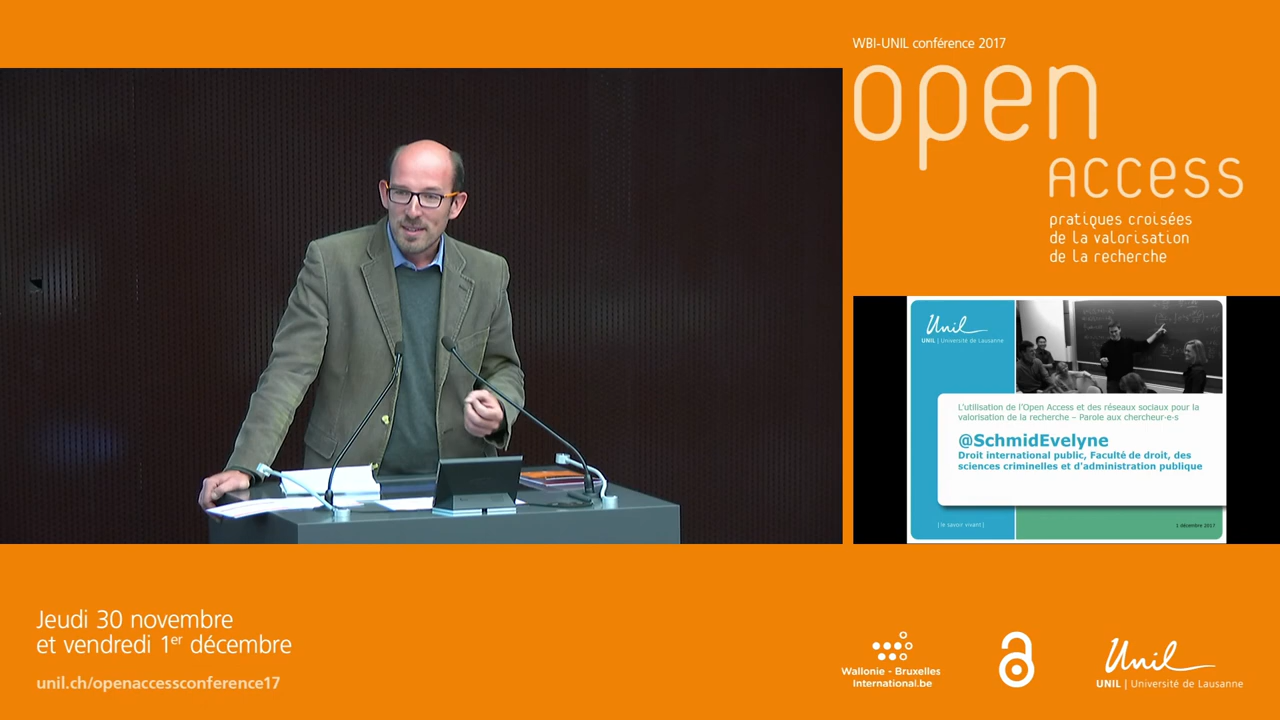 WBI-UNIL conférence 2017
open
access
pratiques croisées
de la valorisation
de la recherche
Unil
UNIL | Université de Lausanne
L'utilisation de l'Open Access et des réseaux sociaux pour la
valorisation de la recherche – Parole aux chercheur-e-s
@SchmidEvelyne
Droit international public, Faculté de droit, des
sciences criminelles et d'administration publique
| le savoir vivant |
1 décembre 2017
Jeudi 30 novembre
et vendredi 1er décembre
unil.ch/openaccessconference17
Wallonie - Bruxelles
International.be
Unil
UNIL | Université de Lausanne